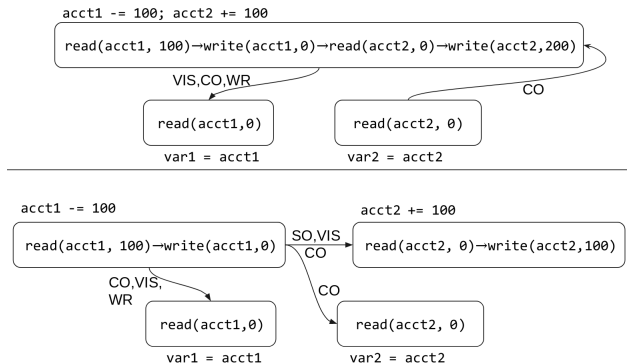 acct1 -= 100; acct2 += 100
read(acct1, 100)→write(acct1,0)→read(acct2, 0)→write(acct2,200)
VIS,CO,WR
CO
read(acct1,0)
read(acct2, 0)
var1 = acct1
var2 = acct2
acct1 -= 100
acct2 += 100
read(acct1, 100)→write(acct1,0)
SO,VIS
CO
read(acct2, 0)→write(acct2,100)
CO,VIS,
WR
CO
read(acct1,0)
read(acct2, 0)
var1 = acct1
var2 = acct2